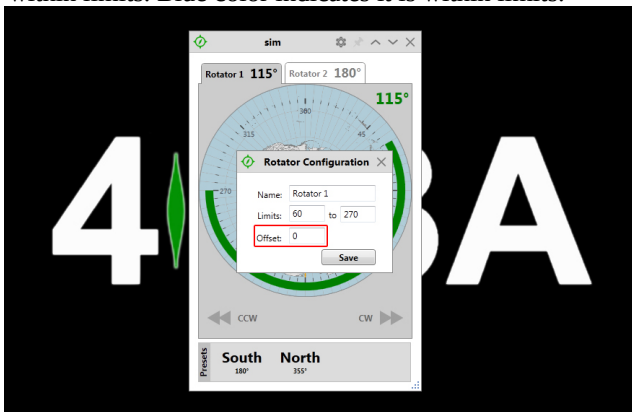 within limits. Blue color indicates it is within limits.
sim
Rotator 1 115°
Rotator 2 180°
115°
360
315
45
270
4
BA
Rotator Configuration
Name: Rotator 1
Limits: 60 to 270
Offset: 0
Save
CCW
CW
Presets
South
180°
North
355°